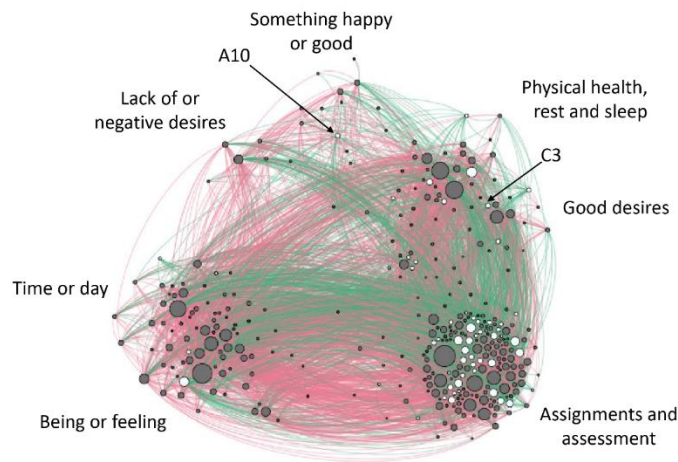 Something happy
or good
A10
Lack of or
negative desires
Physical health,
rest and sleep
C3
Good desires
Time or day
Being or feeling
Assignments and
assessment